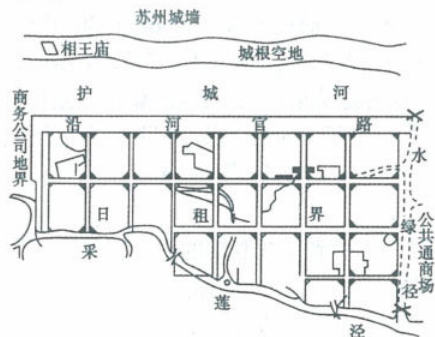 苏州城墙
相王庙
城根空地
护城河
沿河官路
商务公司地界
水绿径
公共通商场
日租界
采莲泾